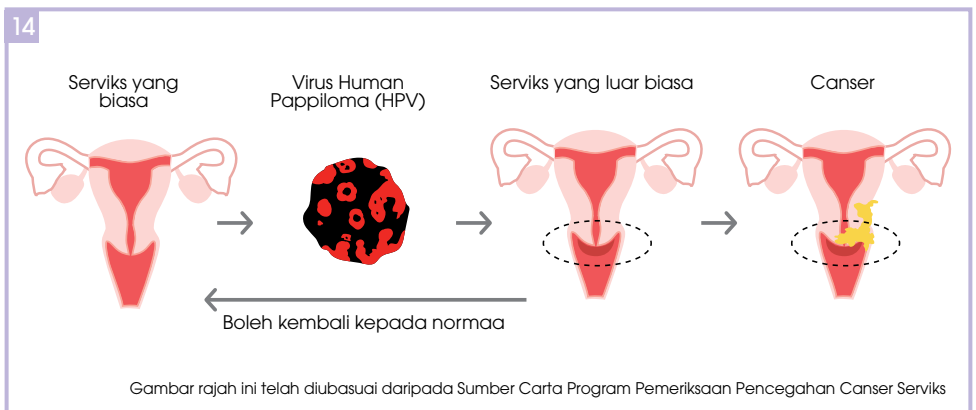 14
Serviks yang
biasa
Virus Human
Pappiloma (HPV)
Serviks yang luar biasa
Canser
Boleh kembali kepada normaa
Gambar rajah ini telah diubasuai daripada Sumber Carta Program Pemeriksaan Pencegahan Canser Serviks